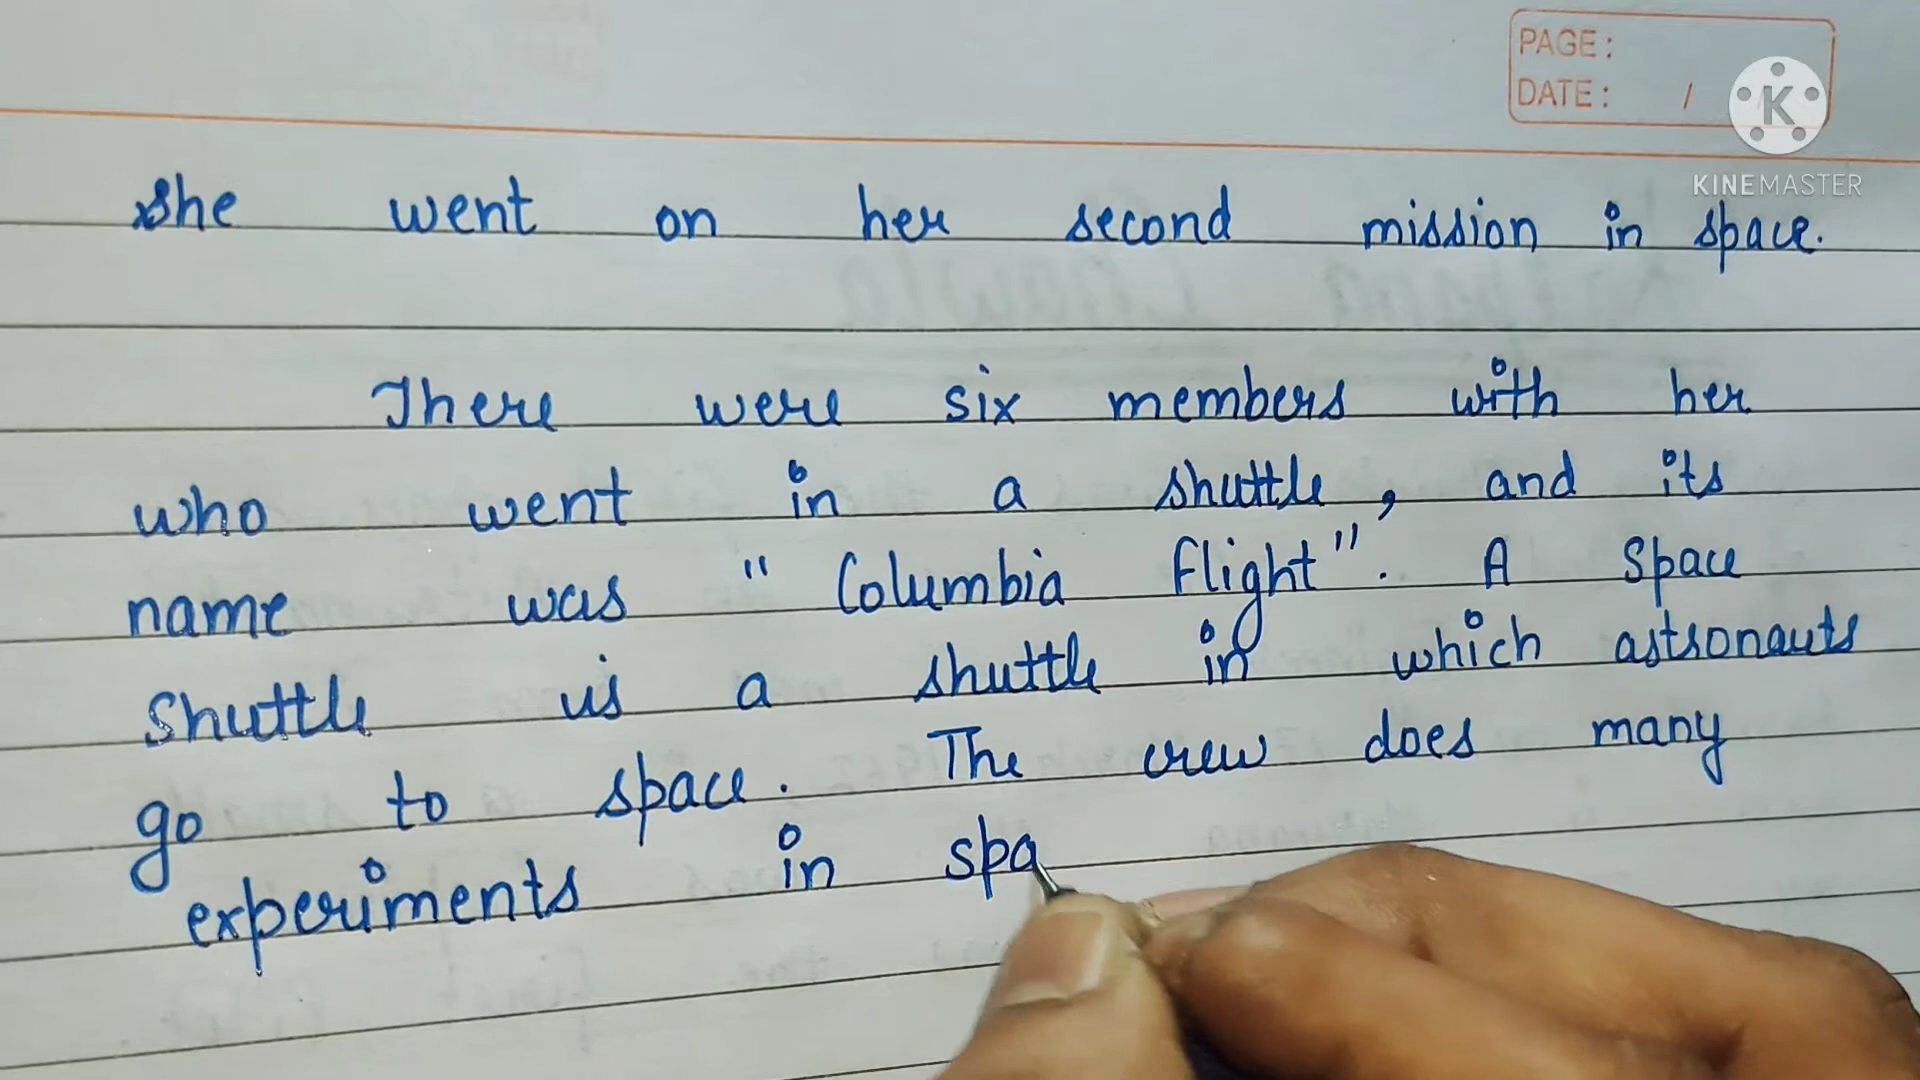 PAGE:
DATE: /
K
KINEMASTER
She went on her second mission in space.
There were six members with her
who went in a shuttle, and its
name was "Columbia Flight". A Space
Shuttle is a shuttle in which astronauts
go to space. The crew does many
experiments in spa